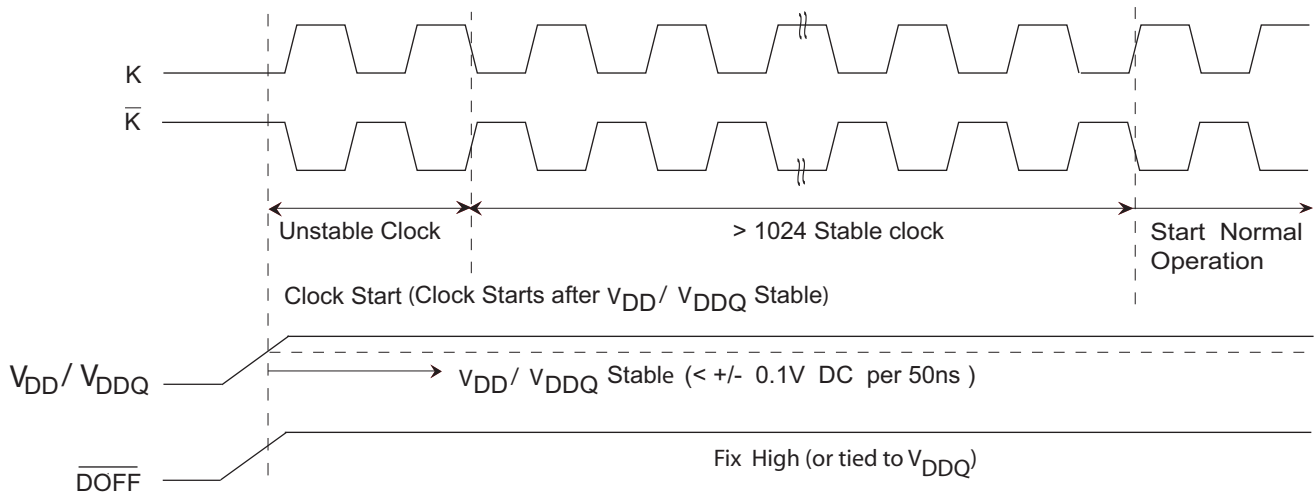 K
K̅
Unstable Clock
> 1024 Stable clock
Start Normal
Operation
Clock Start (Clock Starts after VDD / VDDQ Stable)
VDD / VDDQ
VDD / VDDQ Stable (< +/- 0.1V DC per 50ns )
Fix High (or tied to VDDQ)
D̅O̅F̅F̅